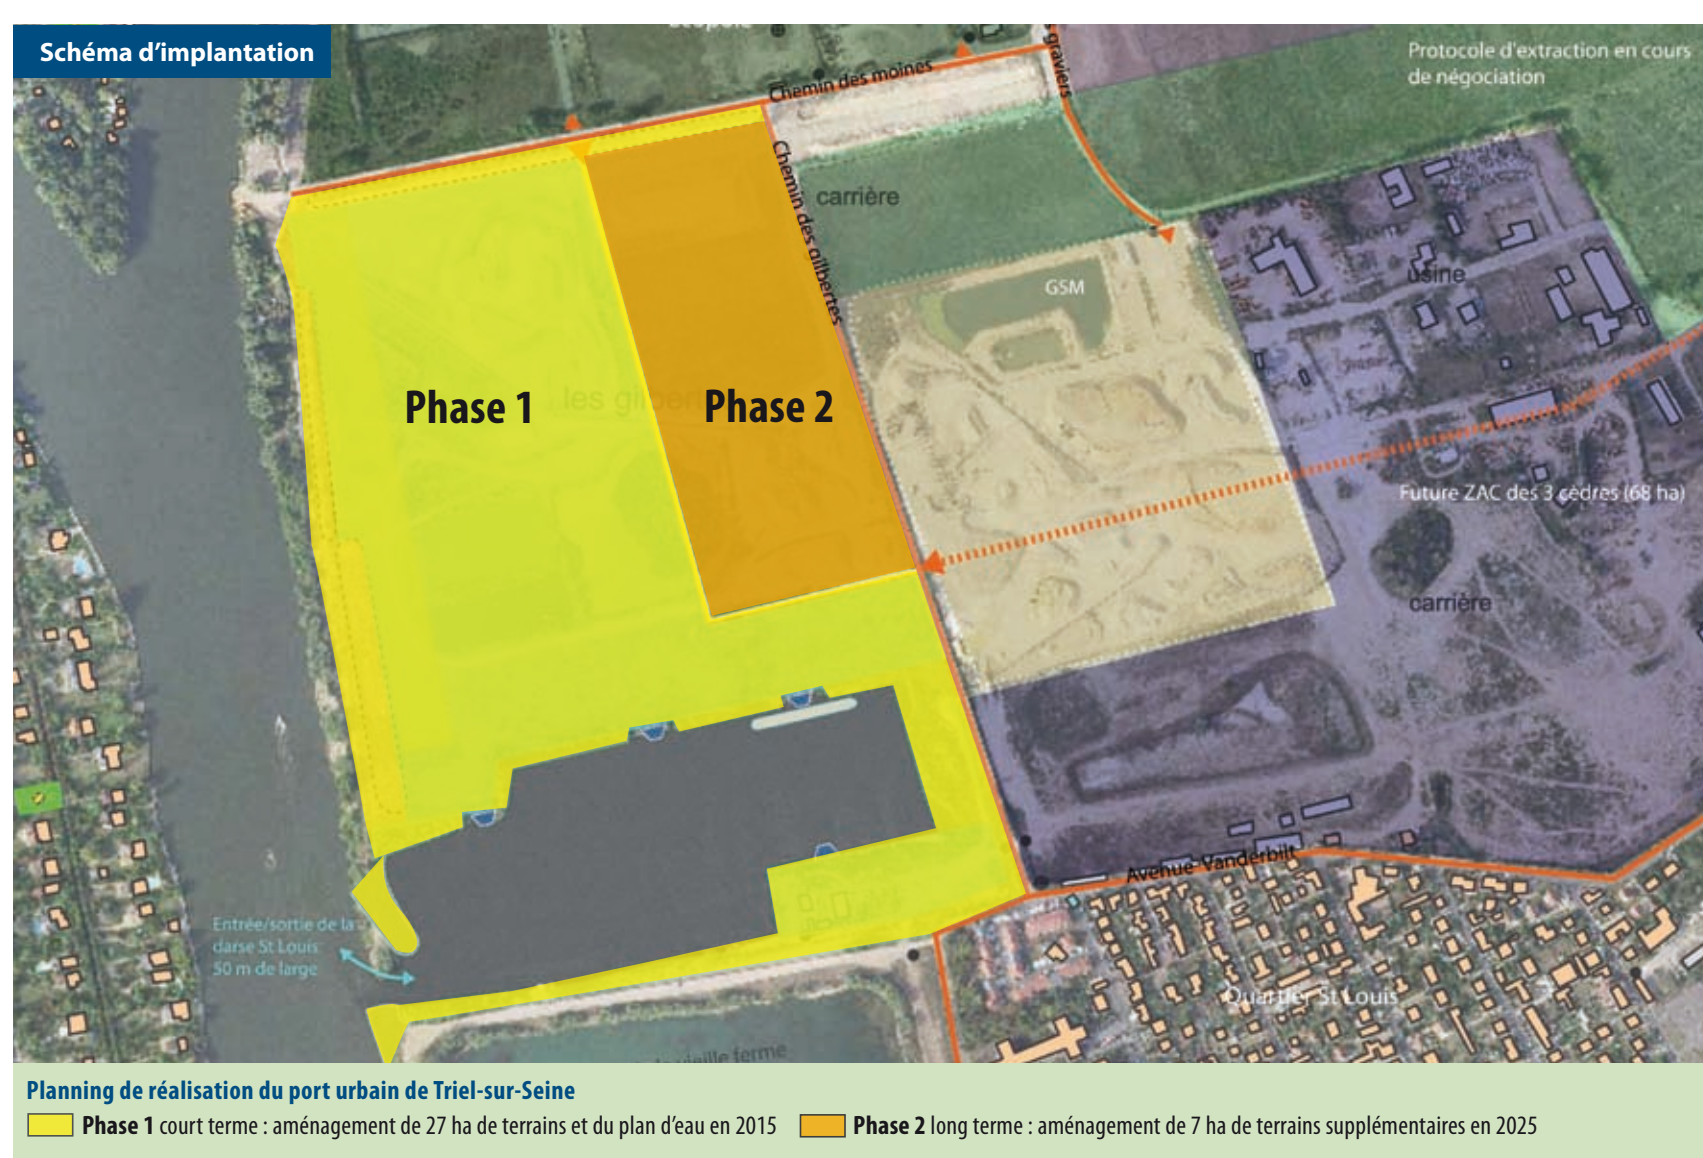 Schéma d'implantation
Protocole d'extraction en cours
de négociation
Chemin des moines
graviers
Chemin des gilbertes
carrière
GSM
usine
Phase 1
les gilbert
Phase 2
Future ZAC des 3 cèdres (68 ha)
carrière
Avenue Vanderbilt
Entrée/sortie de la
darse St Louis
50 m de large
Quartier St Louis
vieille ferme
Planning de réalisation du port urbain de Triel-sur-Seine
Phase 1 court terme : aménagement de 27 ha de terrains et du plan d'eau en 2015
Phase 2 long terme : aménagement de 7 ha de terrains supplémentaires en 2025